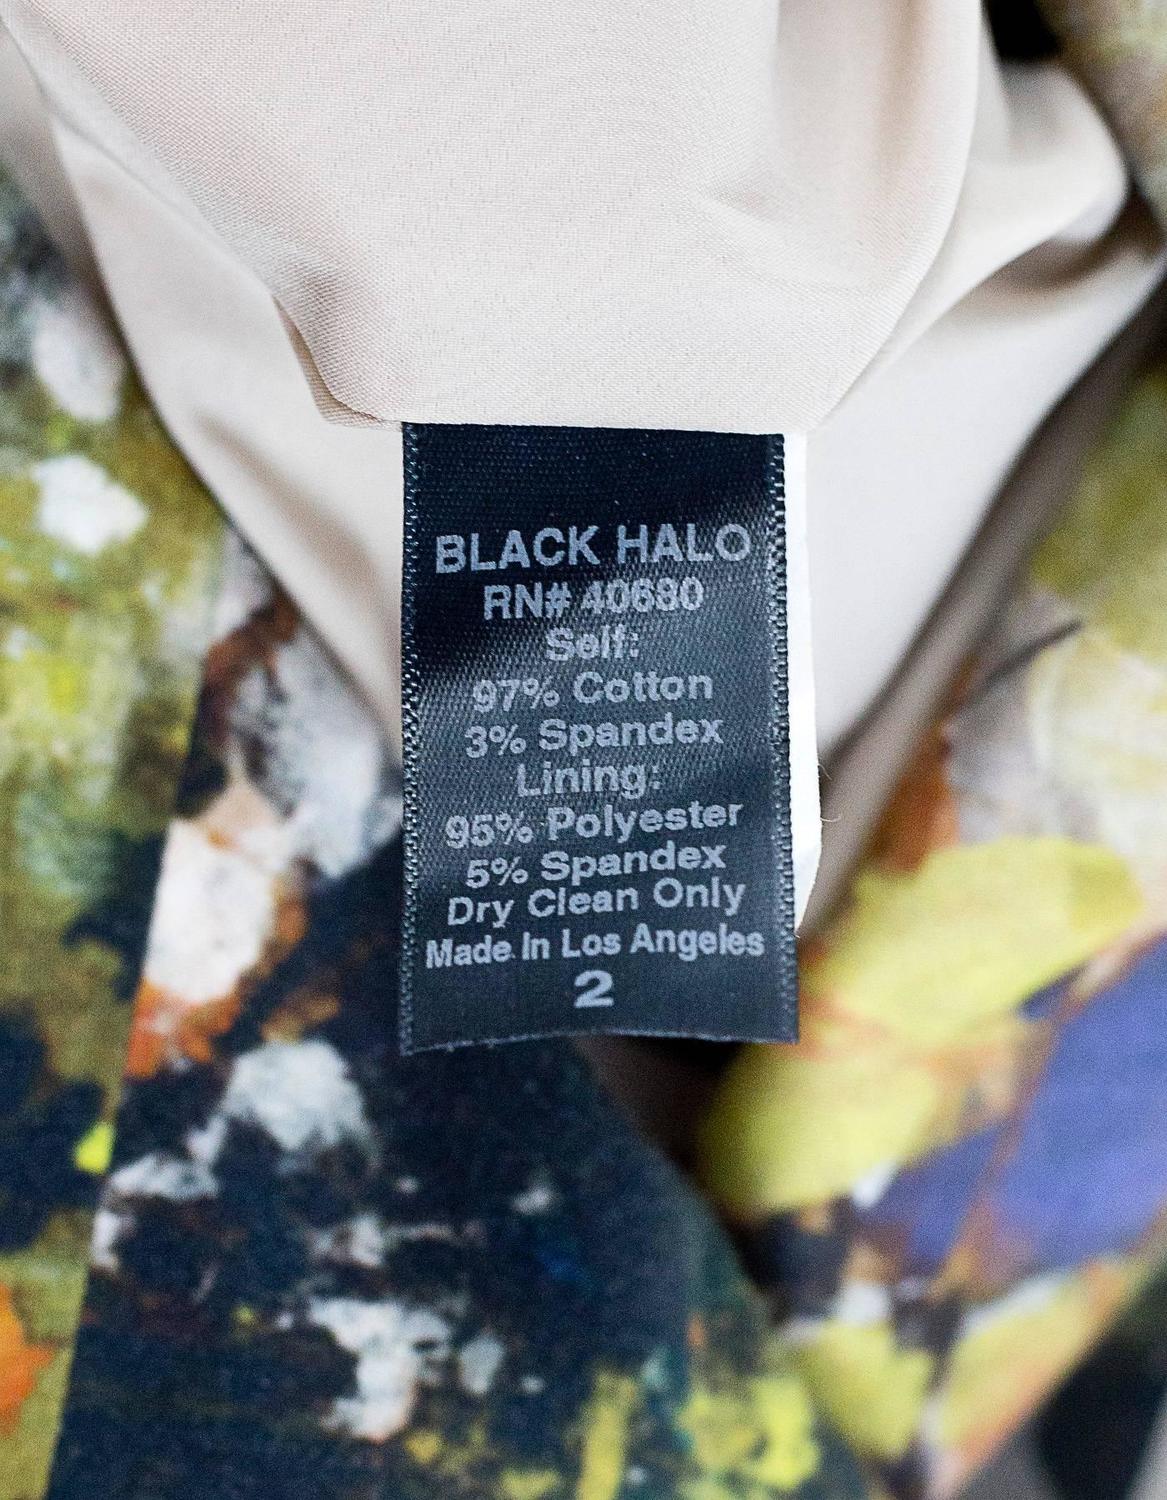 BLACK HALO
RN# 40680
Self:
97% Cotton
3% Spandex
Lining:
95% Polyester
5% Spandex
Dry Clean Only
Made In Los Angeles
2